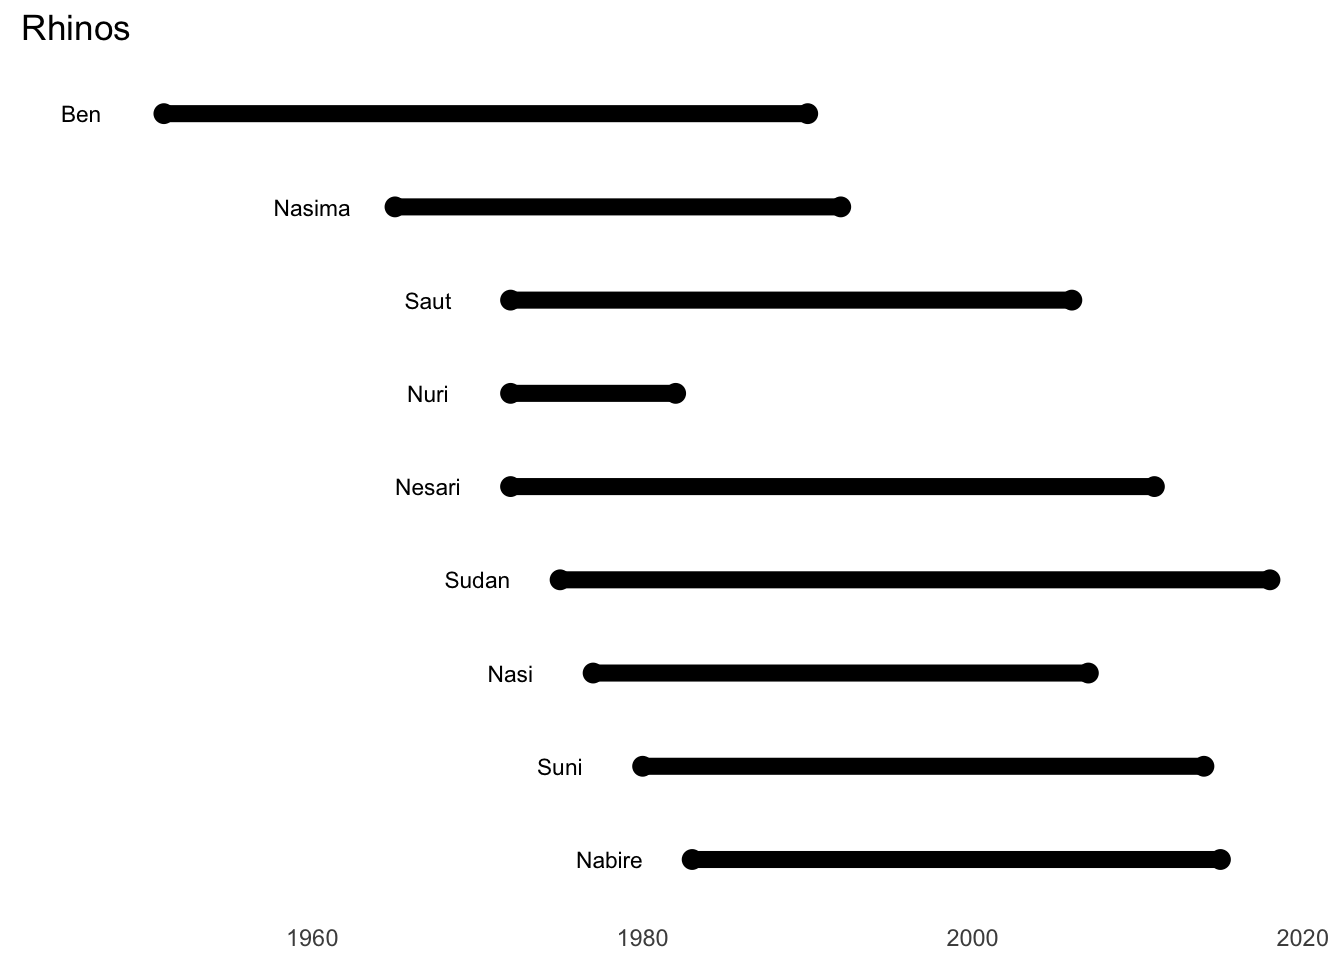 Rhinos
Ben
Nasima
Saut
Nuri
Nesari
Sudan
Nasi
Suni
Nabire
1960 1980 2000 2020